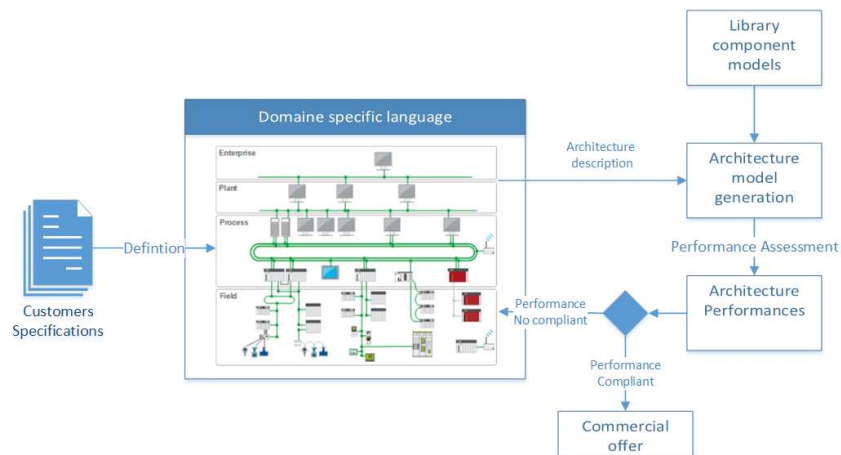 Library
component
models
Domaine specific language
Enterprise
Plant
Process
Field
Architecture
description
Architecture
model
generation
Defintion
Customers
Specifications
Performance Assessment
Architecture
Performances
Performance
No compliant
Performance
Compliant
Commercial
offer